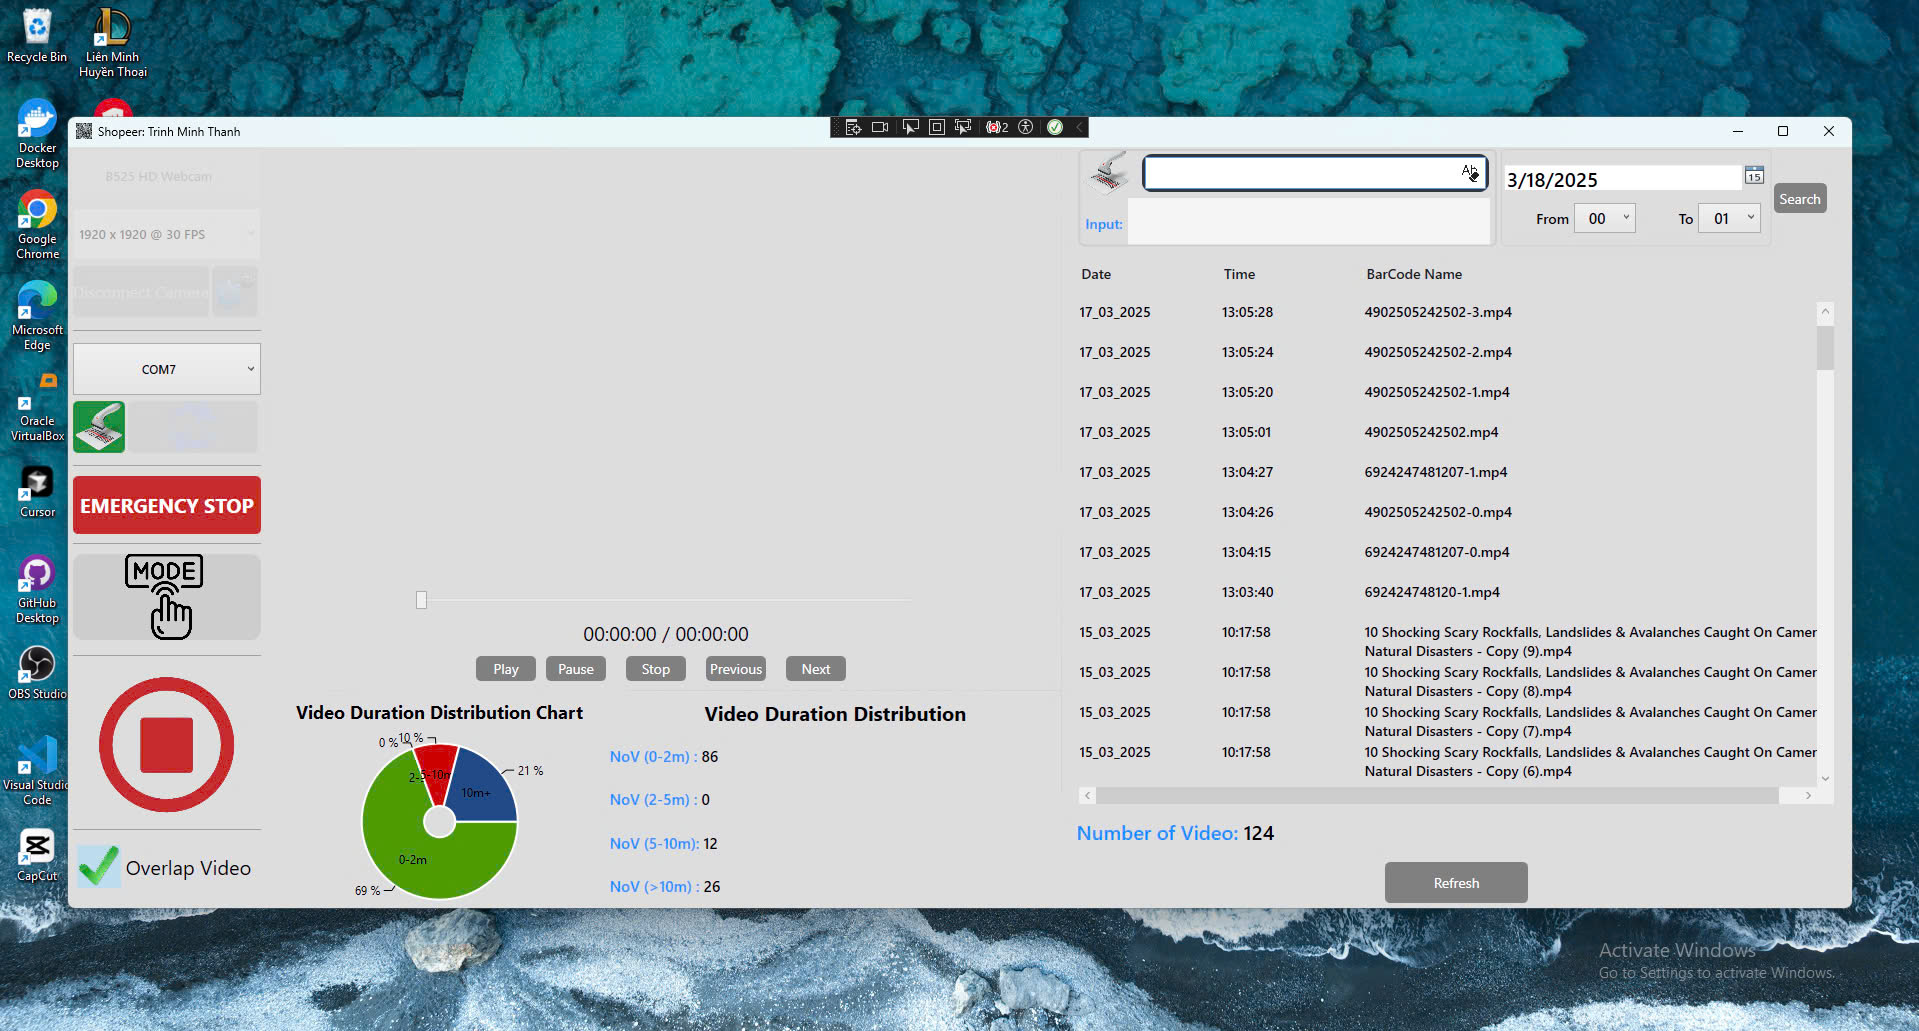 Recycle Bin
Liên Minh
Huyền Thoại
Docker
Desktop
Google
Chrome
Microsoft
Edge
Oracle
VirtualBox
Cursor
GitHub
Desktop
OBS Studio
Visual Studio
Code
CapCut
Shopeer: Trinh Minh Thanh
2
B525 HD Webcam
1920 x 1920 @ 30 FPS
Disconnect Camera
COM7
EMERGENCY STOP
MODE
Overlap Video
00:00:00 / 00:00:00
Play
Pause
Stop
Previous
Next
Video Duration Distribution Chart
0 %
10 %
21 %
5-10m
10m+
0-2m
69 %
Video Duration Distribution
NoV (0-2m) : 86
NoV (2-5m) : 0
NoV (5-10m): 12
NoV (>10m) : 26
Input:
3/18/2025
15
From 00
To 01
Search
Date Time BarCode Name
17_03_2025 13:05:28 4902505242502-3.mp4
17_03_2025 13:05:24 4902505242502-2.mp4
17_03_2025 13:05:20 4902505242502-1.mp4
17_03_2025 13:05:01 4902505242502.mp4
17_03_2025 13:04:27 6924247481207-1.mp4
17_03_2025 13:04:26 4902505242502-0.mp4
17_03_2025 13:04:15 6924247481207-0.mp4
17_03_2025 13:03:40 692424748120-1.mp4
15_03_2025 10:17:58 10 Shocking Scary Rockfalls, Landslides & Avalanches Caught On Camer
Natural Disasters - Copy (9).mp4
15_03_2025 10:17:58 10 Shocking Scary Rockfalls, Landslides & Avalanches Caught On Camer
Natural Disasters - Copy (8).mp4
15_03_2025 10:17:58 10 Shocking Scary Rockfalls, Landslides & Avalanches Caught On Camer
Natural Disasters - Copy (7).mp4
15_03_2025 10:17:58 10 Shocking Scary Rockfalls, Landslides & Avalanches Caught On Camer
Natural Disasters - Copy (6).mp4
Number of Video: 124
Refresh
Activate Windows
Go to Settings to activate Windows.